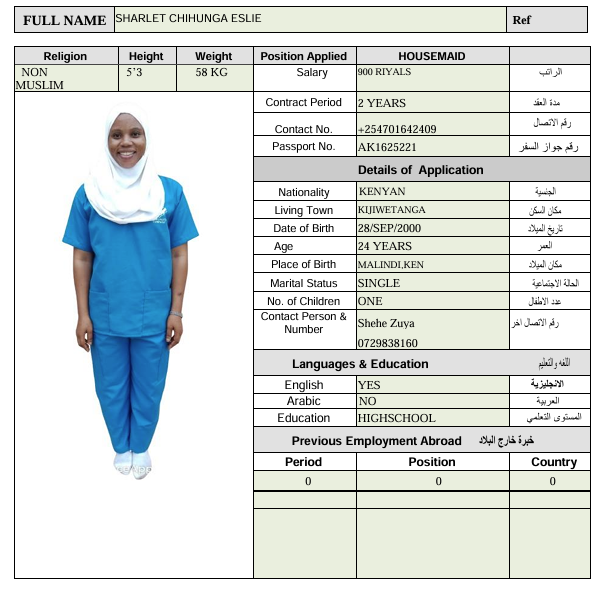 FULL NAME SHARLET CHIHUNGA ESLIE Ref
Religion Height Weight Position Applied HOUSEMAID
NON MUSLIM 5’3 58 KG Salary 900 RIYALS الراتب
Contract Period 2 YEARS مدة العقد
Contact No. +254701642409 رقم الاتصال
Passport No. AK1625221 رقم جواز السفر
Details of Application
Nationality KENYAN الجنسية
Living Town KIJIWETANGA مكان السكن
Date of Birth 28/SEP/2000 تاريخ الميلاد
Age 24 YEARS العمر
Place of Birth MALINDI,KEN مكان الميلاد
Marital Status SINGLE الحالة الاجتماعية
No. of Children ONE عدد الاطفال
Contact Person & Number Shehe Zuya رقم الاتصال اخر
0729838160
Languages & Education اللغه والتعليم
English YES الانجليزية
Arabic NO العربية
Education HIGHSCHOOL المستوى التعلمي
Previous Employment Abroad خبرة خارج البلاد
Period Position Country
0 0 0